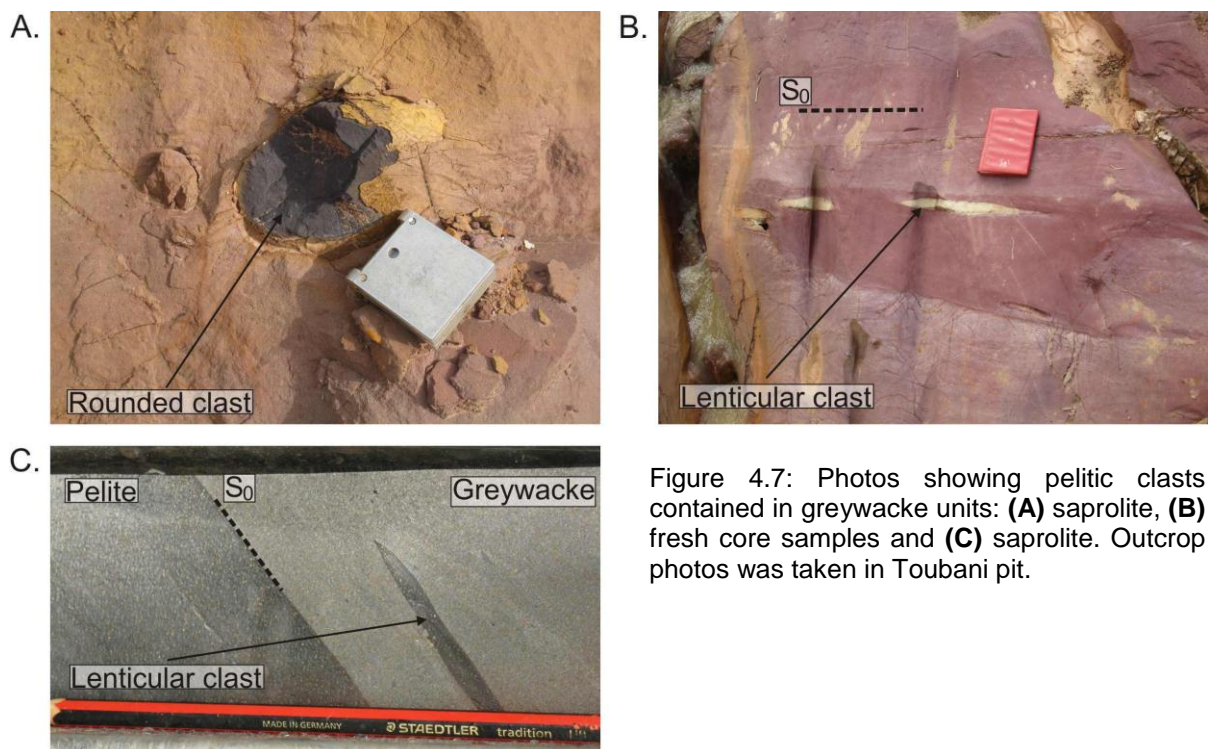 A.
Rounded clast
B.
S₀
Lenticular clast
C.
Pelite
S₀
Greywacke
Lenticular clast
MADE IN GERMANY STAEDTLER tradition
Figure 4.7: Photos showing pelitic clasts
contained in greywacke units: (A) saprolite, (B)
fresh core samples and (C) saprolite. Outcrop
photos was taken in Toubani pit.